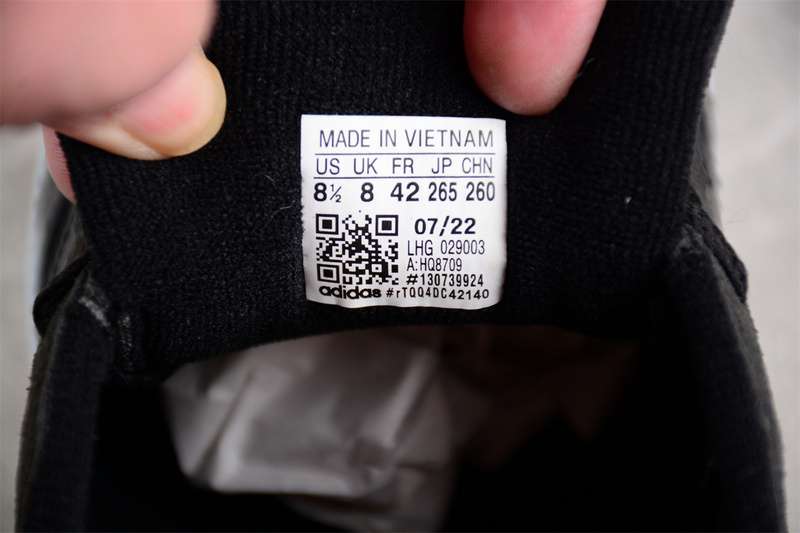 MADE IN VIETNAM
US UK FR JP CHN
8½ 8 42 265 260
07/22
LHG 029003
A:HQ8709
#130739924
adidas #rTQQ4DC42140